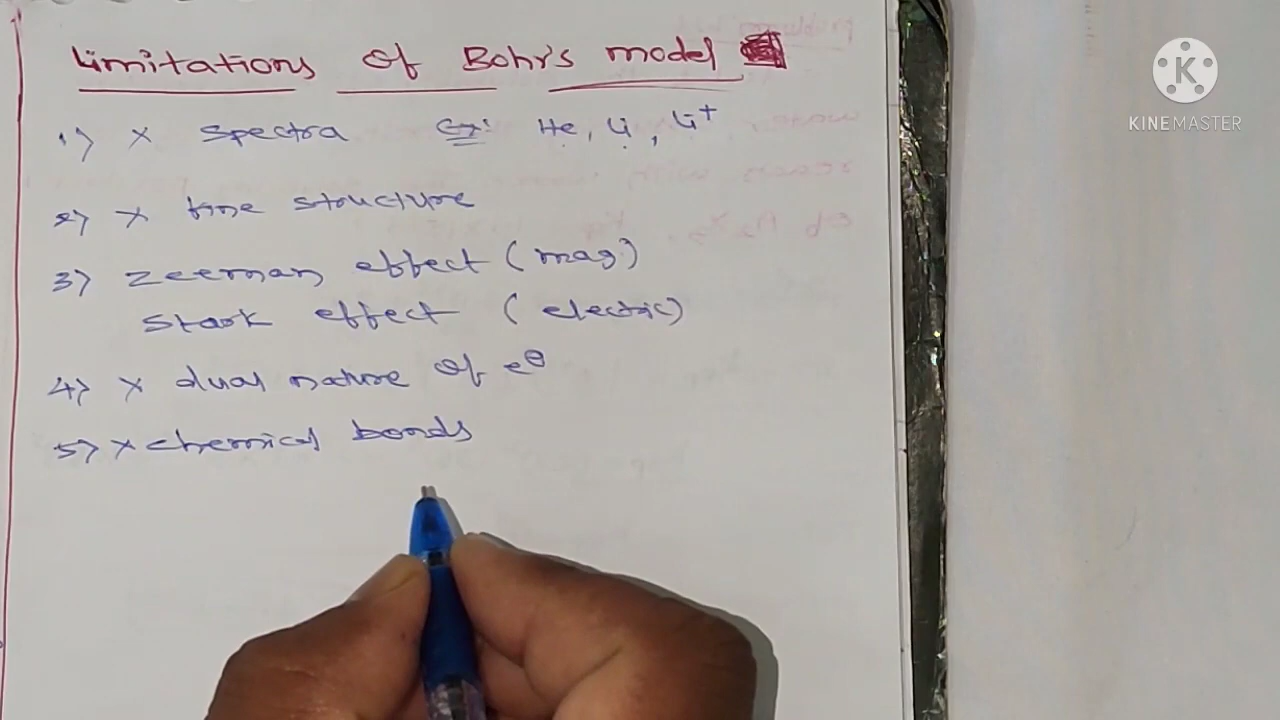 Limitations of Bohr's model
1) × spectra Ex: He, Li, Li+
2) × fine structure
3) zeeman effect (mag.)
stark effect (electric)
4) × dual nature of e⊖
5) × chemical bonds
K
KINEMASTER